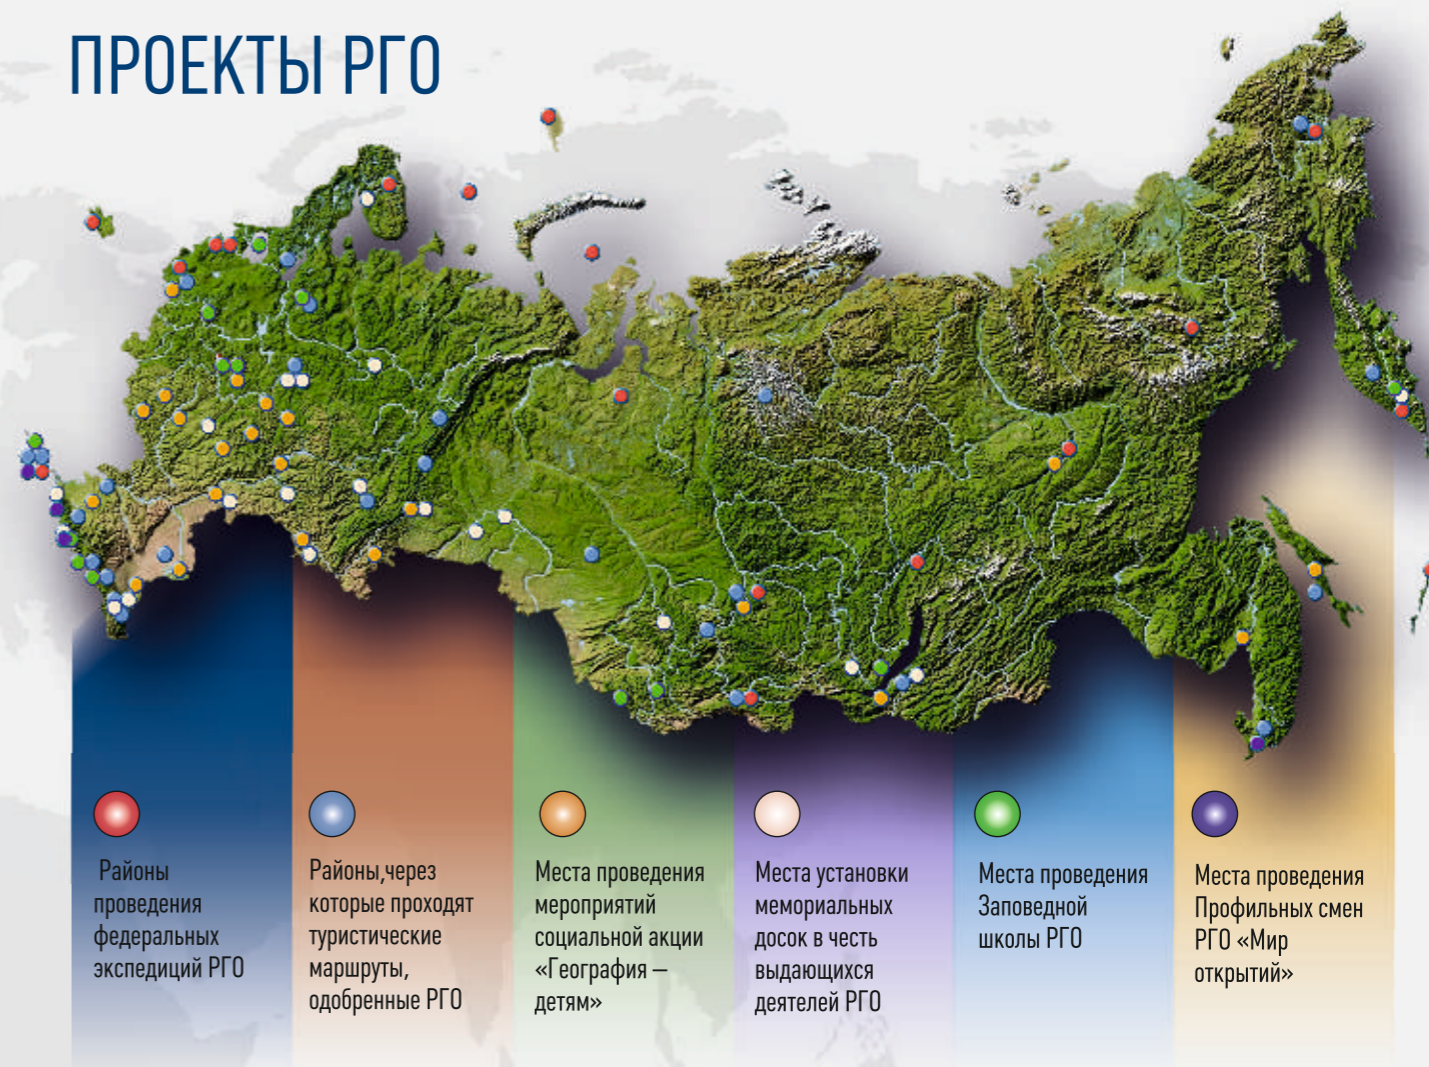 ПРОЕКТЫ РГО
Районы
проведения
федеральных
экспедиций РГО
Районы,через
которые проходят
туристические
маршруты,
одобренные РГО
Места проведения
мероприятий
социальной акции
«География –
детям»
Места установки
мемориальных
досок в честь
выдающихся
деятелей РГО
Места проведения
Заповедной
школы РГО
Места проведения
Профильных смен
РГО «Мир
открытий»